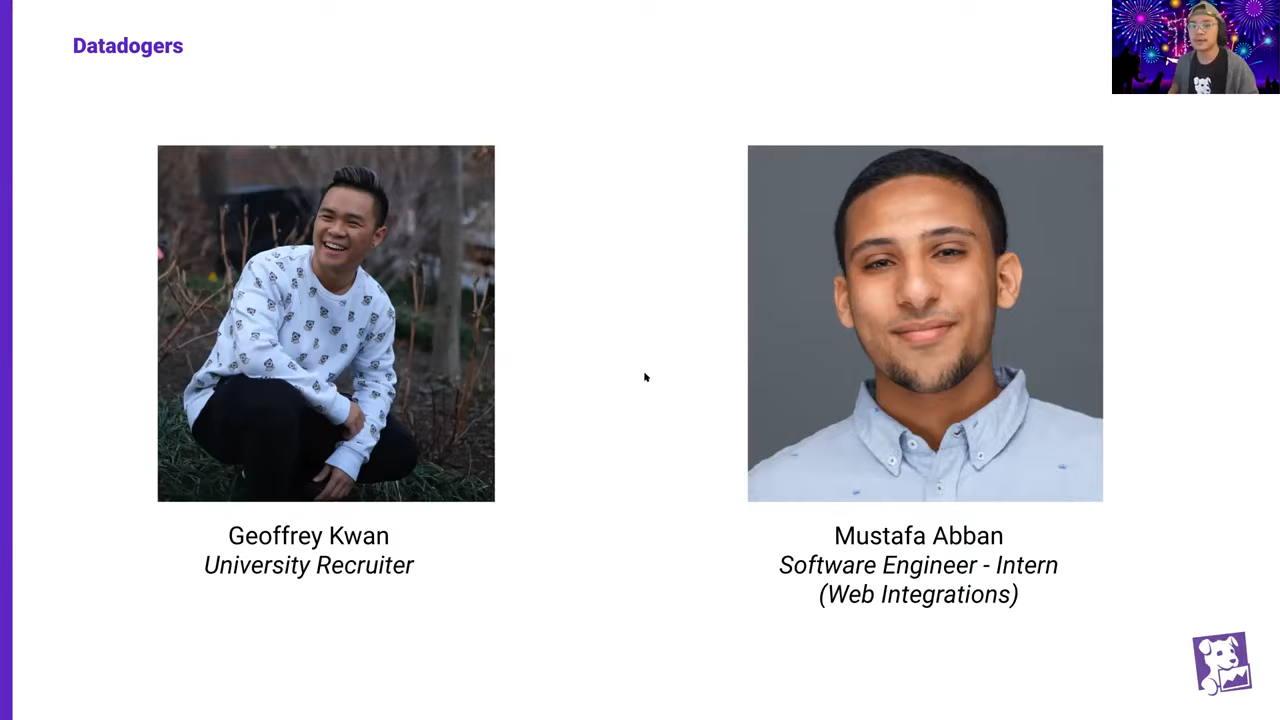 Datadogers
Geoffrey Kwan
University Recruiter
Mustafa Abban
Software Engineer - Intern
(Web Integrations)